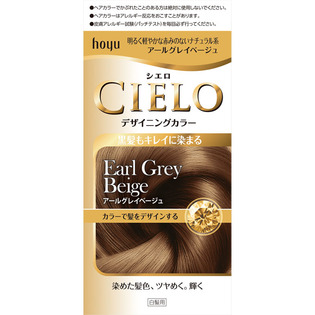 ●ヘアカラーでかぶれたことのある方は絶対に使用しないでください。
●ヘアカラーはアレルギー反応をおこすことがあります。
●皮膚アレルギー試験(パッチテスト)を毎回必ず行ってください。
hoyu
明るく軽やかな赤みのないナチュラル系
アールグレイベージュ
シエロ
CIELO
デザイニングカラー
黒髪もキレイに染まる
Earl Grey
Beige
アールグレイベージュ
カラーで髪をデザインする
染めた髪色、ツヤめく。輝く
白髪用